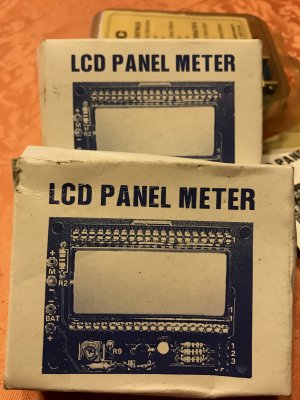 C
LCD PANEL METER
+
M
LCD PANEL METER
+
M
-
R2
-
BAT
+
R9
1
2
3